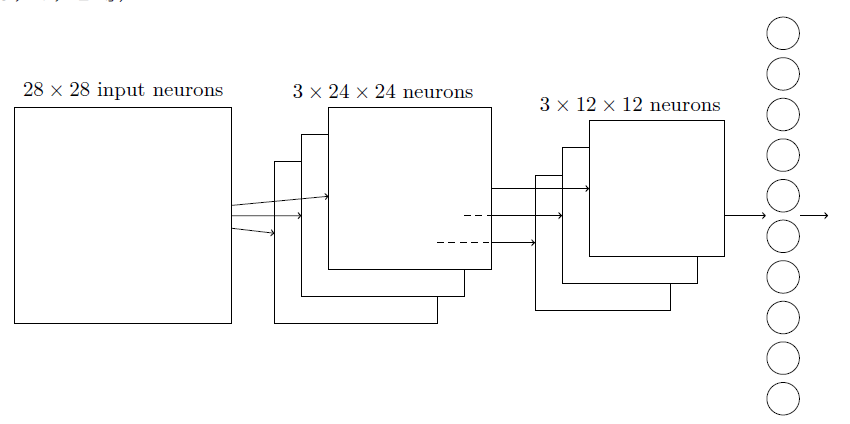 28 × 28 input neurons
3 × 24 × 24 neurons
3 × 12 × 12 neurons